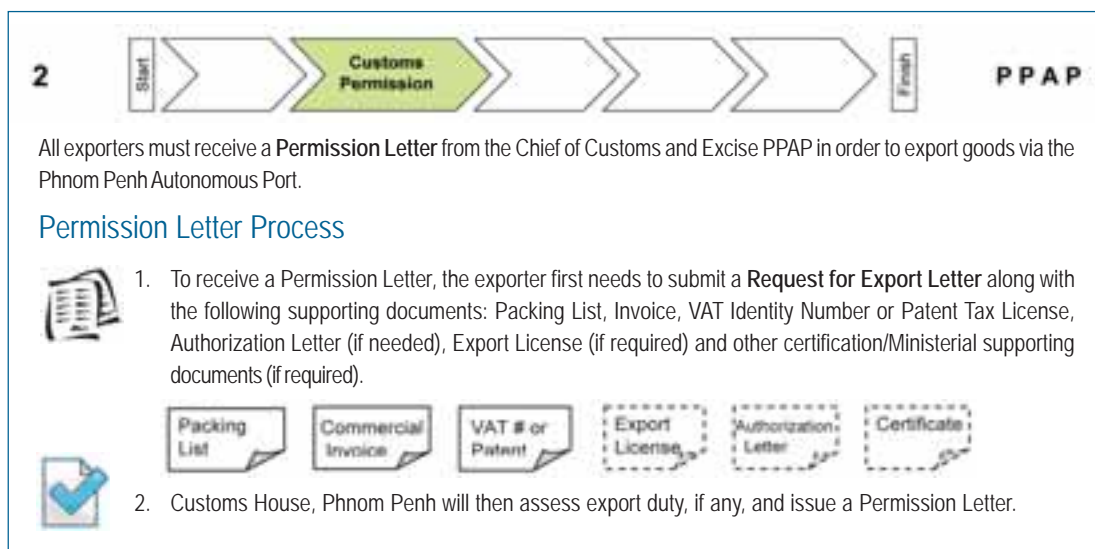 2
Start
Customs
Permission
Finish
PPAP
All exporters must receive a Permission Letter from the Chief of Customs and Excise PPAP in order to export goods via the
Phnom Penh Autonomous Port.
Permission Letter Process
1. To receive a Permission Letter, the exporter first needs to submit a Request for Export Letter along with
the following supporting documents: Packing List, Invoice, VAT Identity Number or Patent Tax License,
Authorization Letter (if needed), Export License (if required) and other certification/Ministerial supporting
documents (if required).
Packing
List
Commercial
Invoice
VAT # or
Patent
Export
License
Authorization
Letter
Certificate
2. Customs House, Phnom Penh will then assess export duty, if any, and issue a Permission Letter.